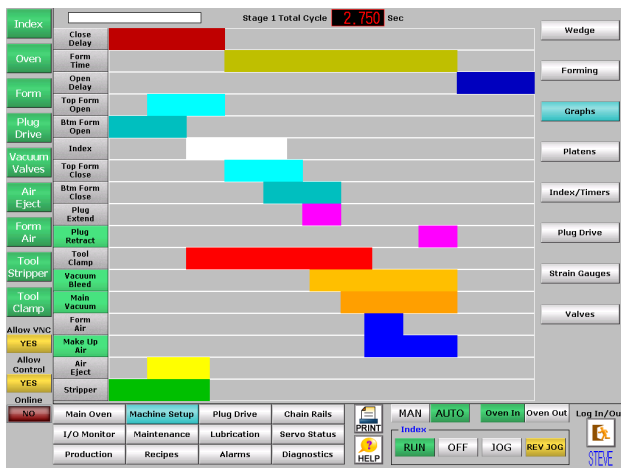 Index
Stage 1 Total Cycle 2.750 Sec
Wedge
Close
Delay
Oven
Form
Time
Forming
Open
Delay
Form
Top Form
Open
Graphs
Plug
Drive
Btm Form
Open
Index
Platens
Vacuum
Valves
Top Form
Close
Air
Eject
Btm Form
Close
Index/Timers
Plug
Extend
Form
Air
Plug
Retract
Plug Drive
Tool
Stripper
Tool
Clamp
Vacuum
Bleed
Strain Gauges
Tool
Clamp
Main
Vacuum
Form
Air
Valves
Allow VNC
YES
Make Up
Air
Allow
Control
Air
Eject
YES
Stripper
Online
NO
Main Oven
Machine Setup
Plug Drive
Chain Rails
PRINT
MAN
AUTO
Oven In
Oven Out
Log In/Ou
I/O Monitor
Maintenance
Lubrication
Servo Status
Index
RUN
OFF
JOG
REV JOG
Production
Recipes
Alarms
Diagnostics
HELP
STEVE